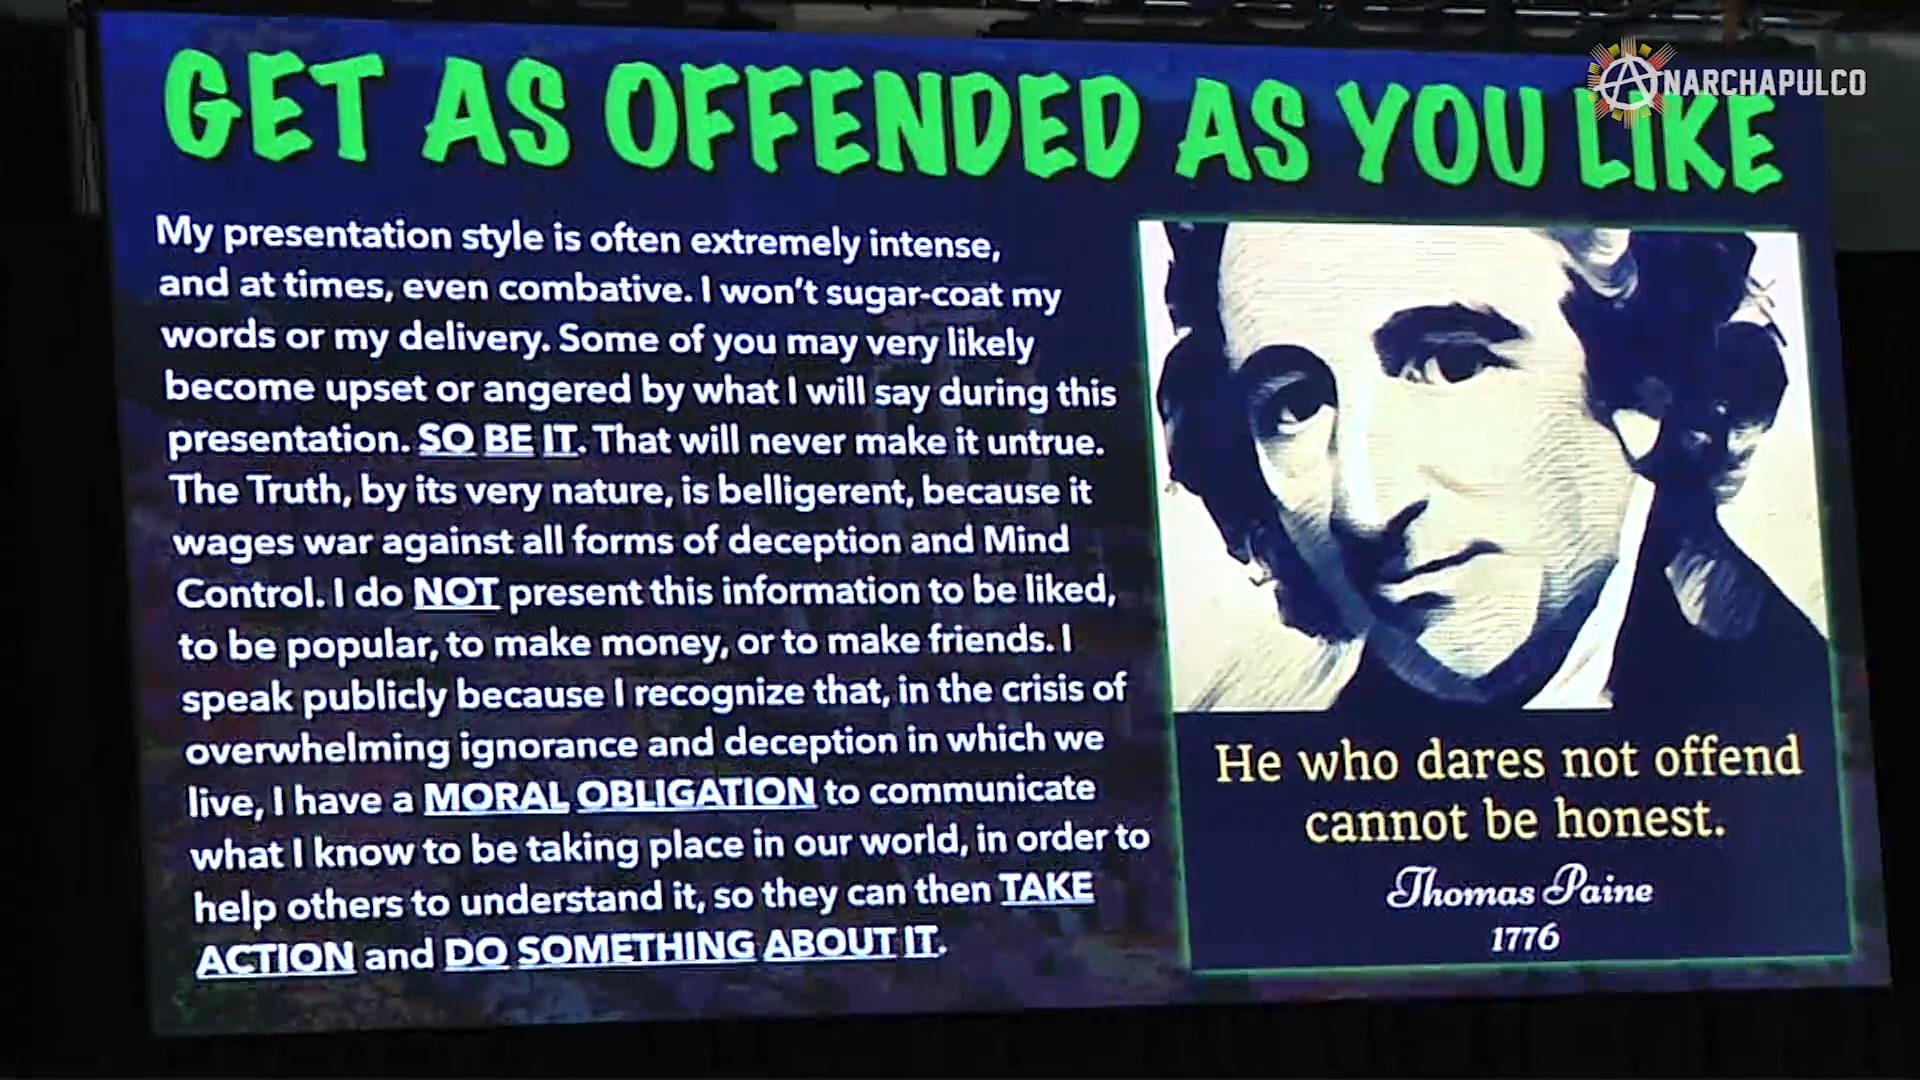 GET AS OFFENDED AS YOU LIKE
ANARCHAPULCO
My presentation style is often extremely intense,
and at times, even combative. I won't sugar-coat my
words or my delivery. Some of you may very likely
become upset or angered by what I will say during this
presentation. SO BE IT. That will never make it untrue.
The Truth, by its very nature, is belligerent, because it
wages war against all forms of deception and Mind
Control. I do NOT present this information to be liked,
to be popular, to make money, or to make friends. I
speak publicly because I recognize that, in the crisis of
overwhelming ignorance and deception in which we
live, I have a MORAL OBLIGATION to communicate
what I know to be taking place in our world, in order to
help others to understand it, so they can then TAKE
ACTION and DO SOMETHING ABOUT IT.
He who dares not offend
cannot be honest.
Thomas Paine
1776